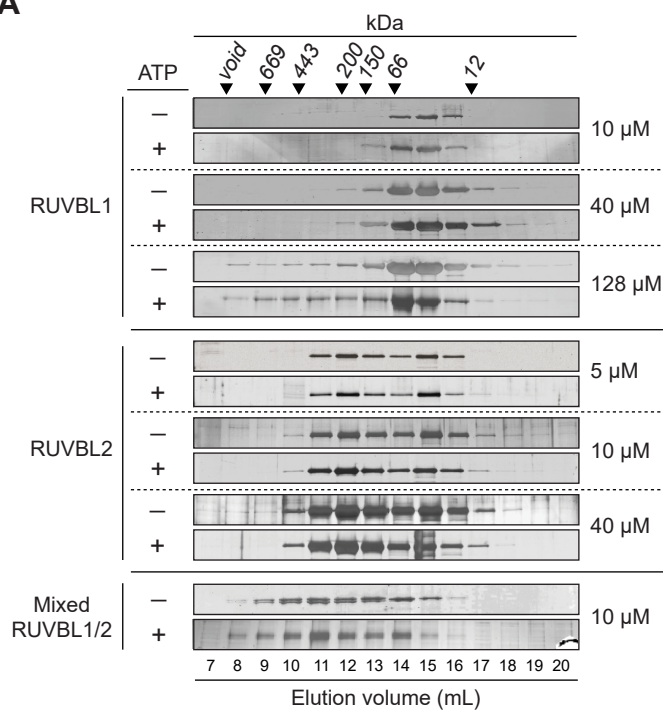 A
kDa
ATP void 669 443 200 150 66 12
− 10 µM
+
RUVBL1 − 40 µM
+
− 128 µM
+
− 5 µM
+
RUVBL2 − 10 µM
+
− 40 µM
+
Mixed RUVBL1/2 − 10 µM
+
7 8 9 10 11 12 13 14 15 16 17 18 19 20
Elution volume (mL)